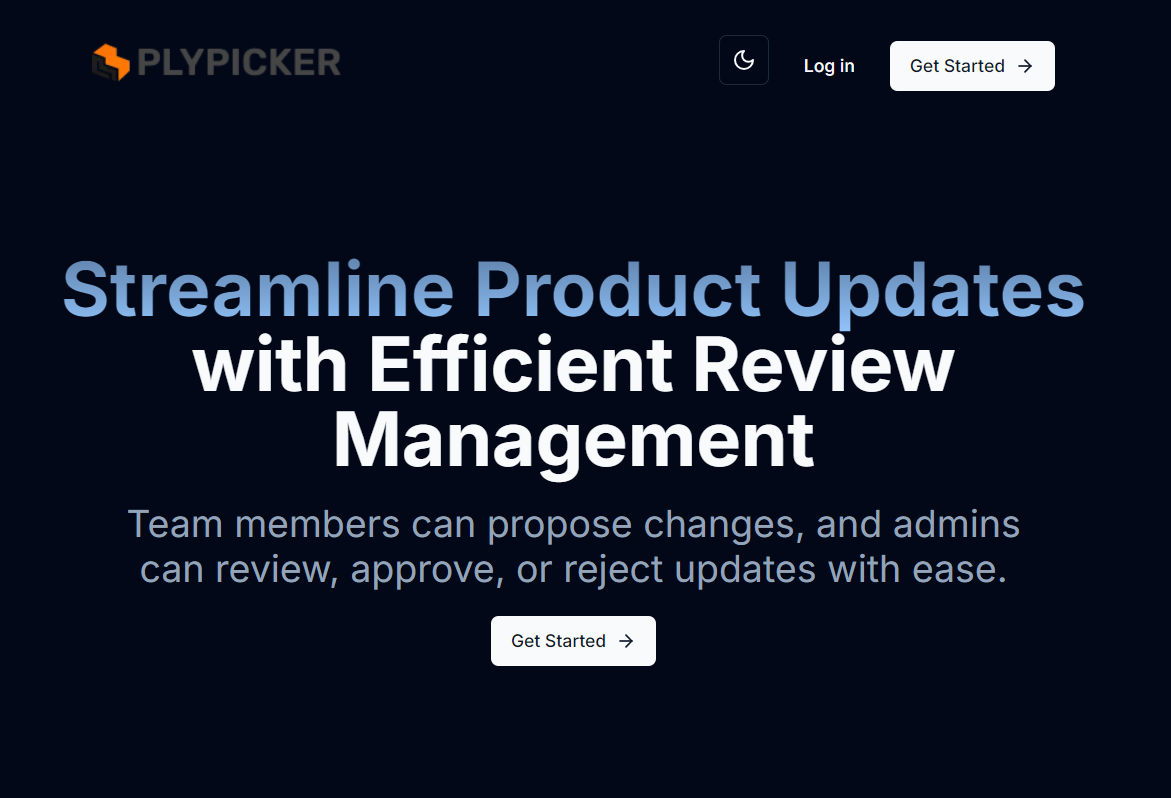 PLYPICKER
Log in
Get Started
Streamline Product Updates
with Efficient Review
Management
Team members can propose changes, and admins
can review, approve, or reject updates with ease.
Get Started